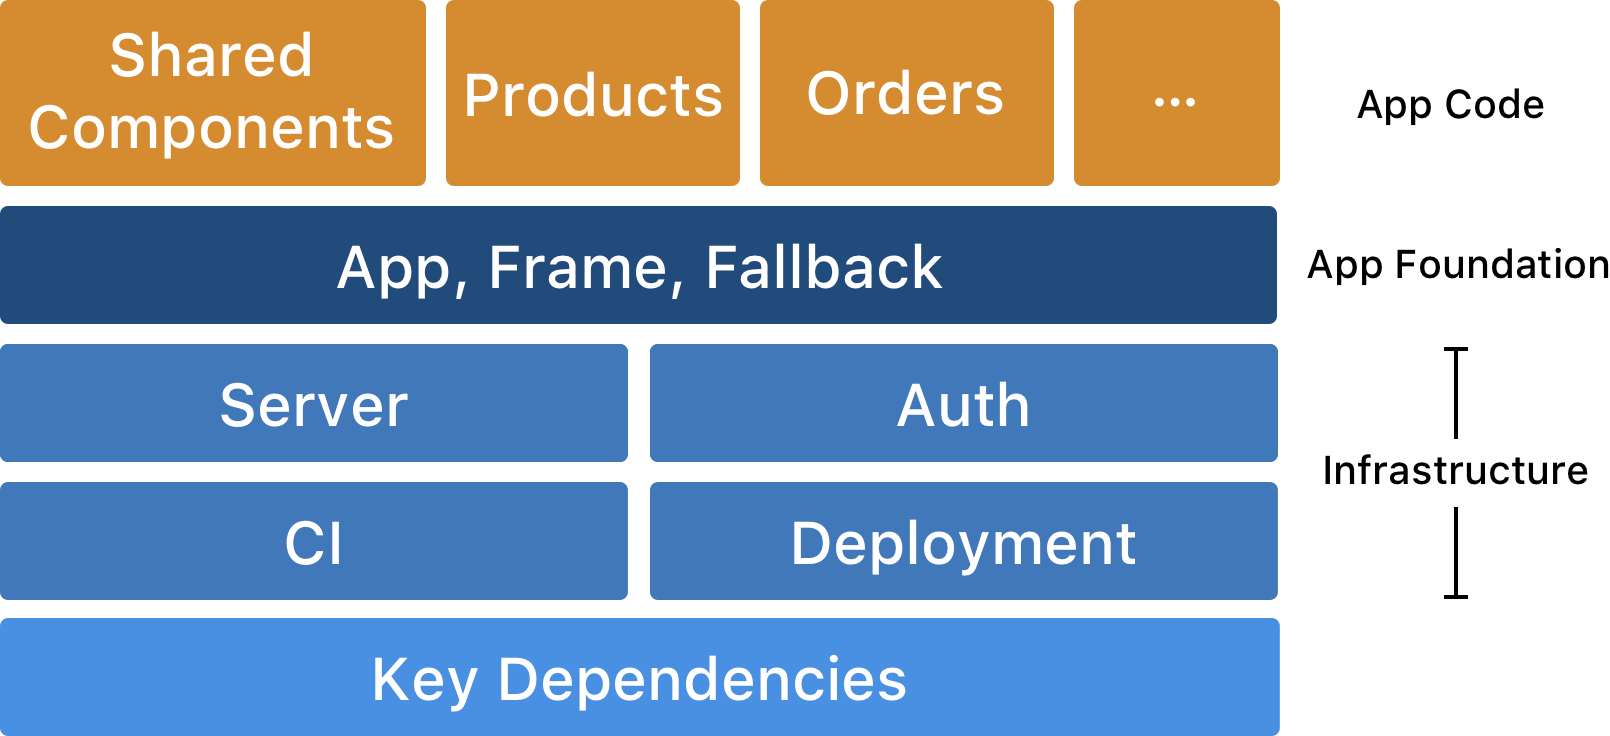 Shared
Components
Products
Orders
...
App Code
App, Frame, Fallback
App Foundation
Server
Auth
Infrastructure
CI
Deployment
Key Dependencies